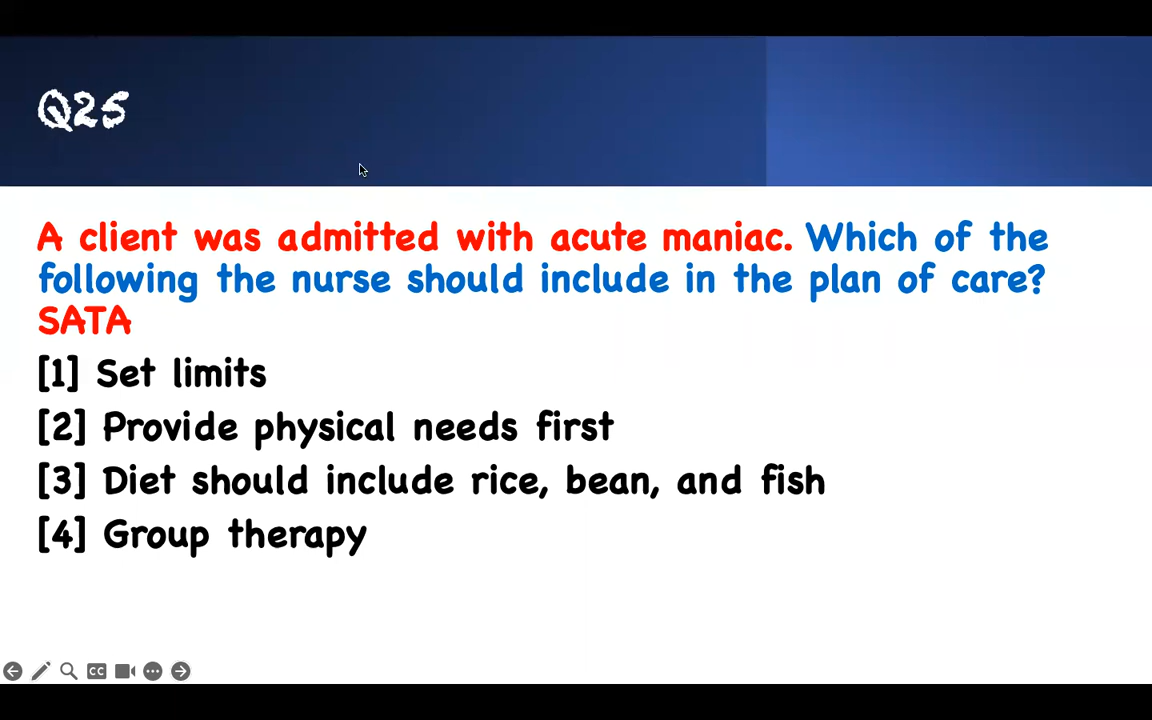 Q25
A client was admitted with acute maniac. Which of the
following the nurse should include in the plan of care?
SATA
[1] Set limits
[2] Provide physical needs first
[3] Diet should include rice, bean, and fish
[4] Group therapy
CC